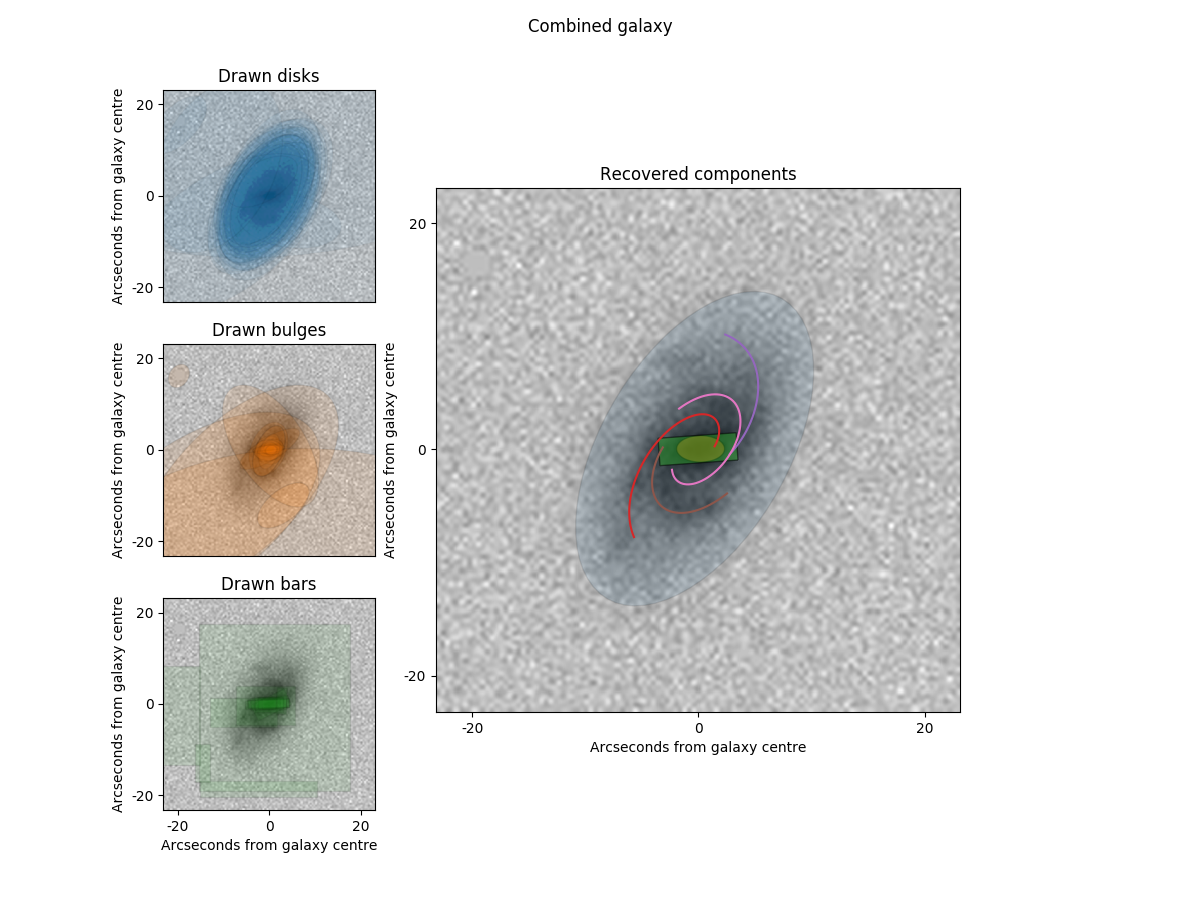 Combined galaxy
Drawn disks
Arcseconds from galaxy centre
20
0
-20
Drawn bulges
Arcseconds from galaxy centre
20
0
-20
Drawn bars
Arcseconds from galaxy centre
20
0
-20
-20 0 20
Arcseconds from galaxy centre
Recovered components
Arcseconds from galaxy centre
20
0
-20
-20 0 20
Arcseconds from galaxy centre